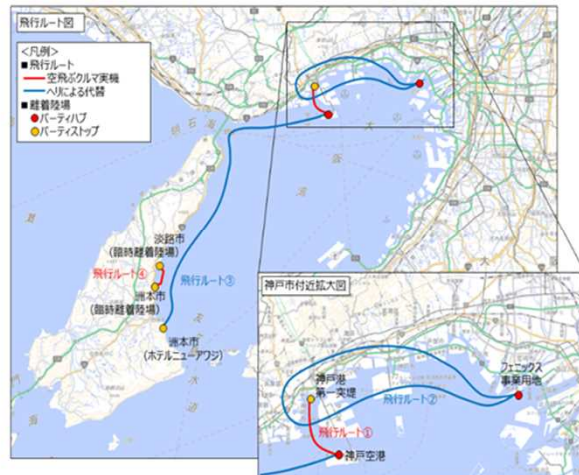 飛行ルート図
<凡例>
■飛行ルート
空飛ぶクルマ実機
ヘリによる代替
■離着陸場
バーティハブ
バーティストップ
淡路市
(臨時離着陸場)
飛行ルート④
飛行ルート③
洲本市
(臨時離着陸場)
洲本市
(ホテルニューアワジ)
神戸市付近拡大図
神戸港
第一突堤
フェニックス
事業用地
飛行ルート②
飛行ルート①
神戸空港